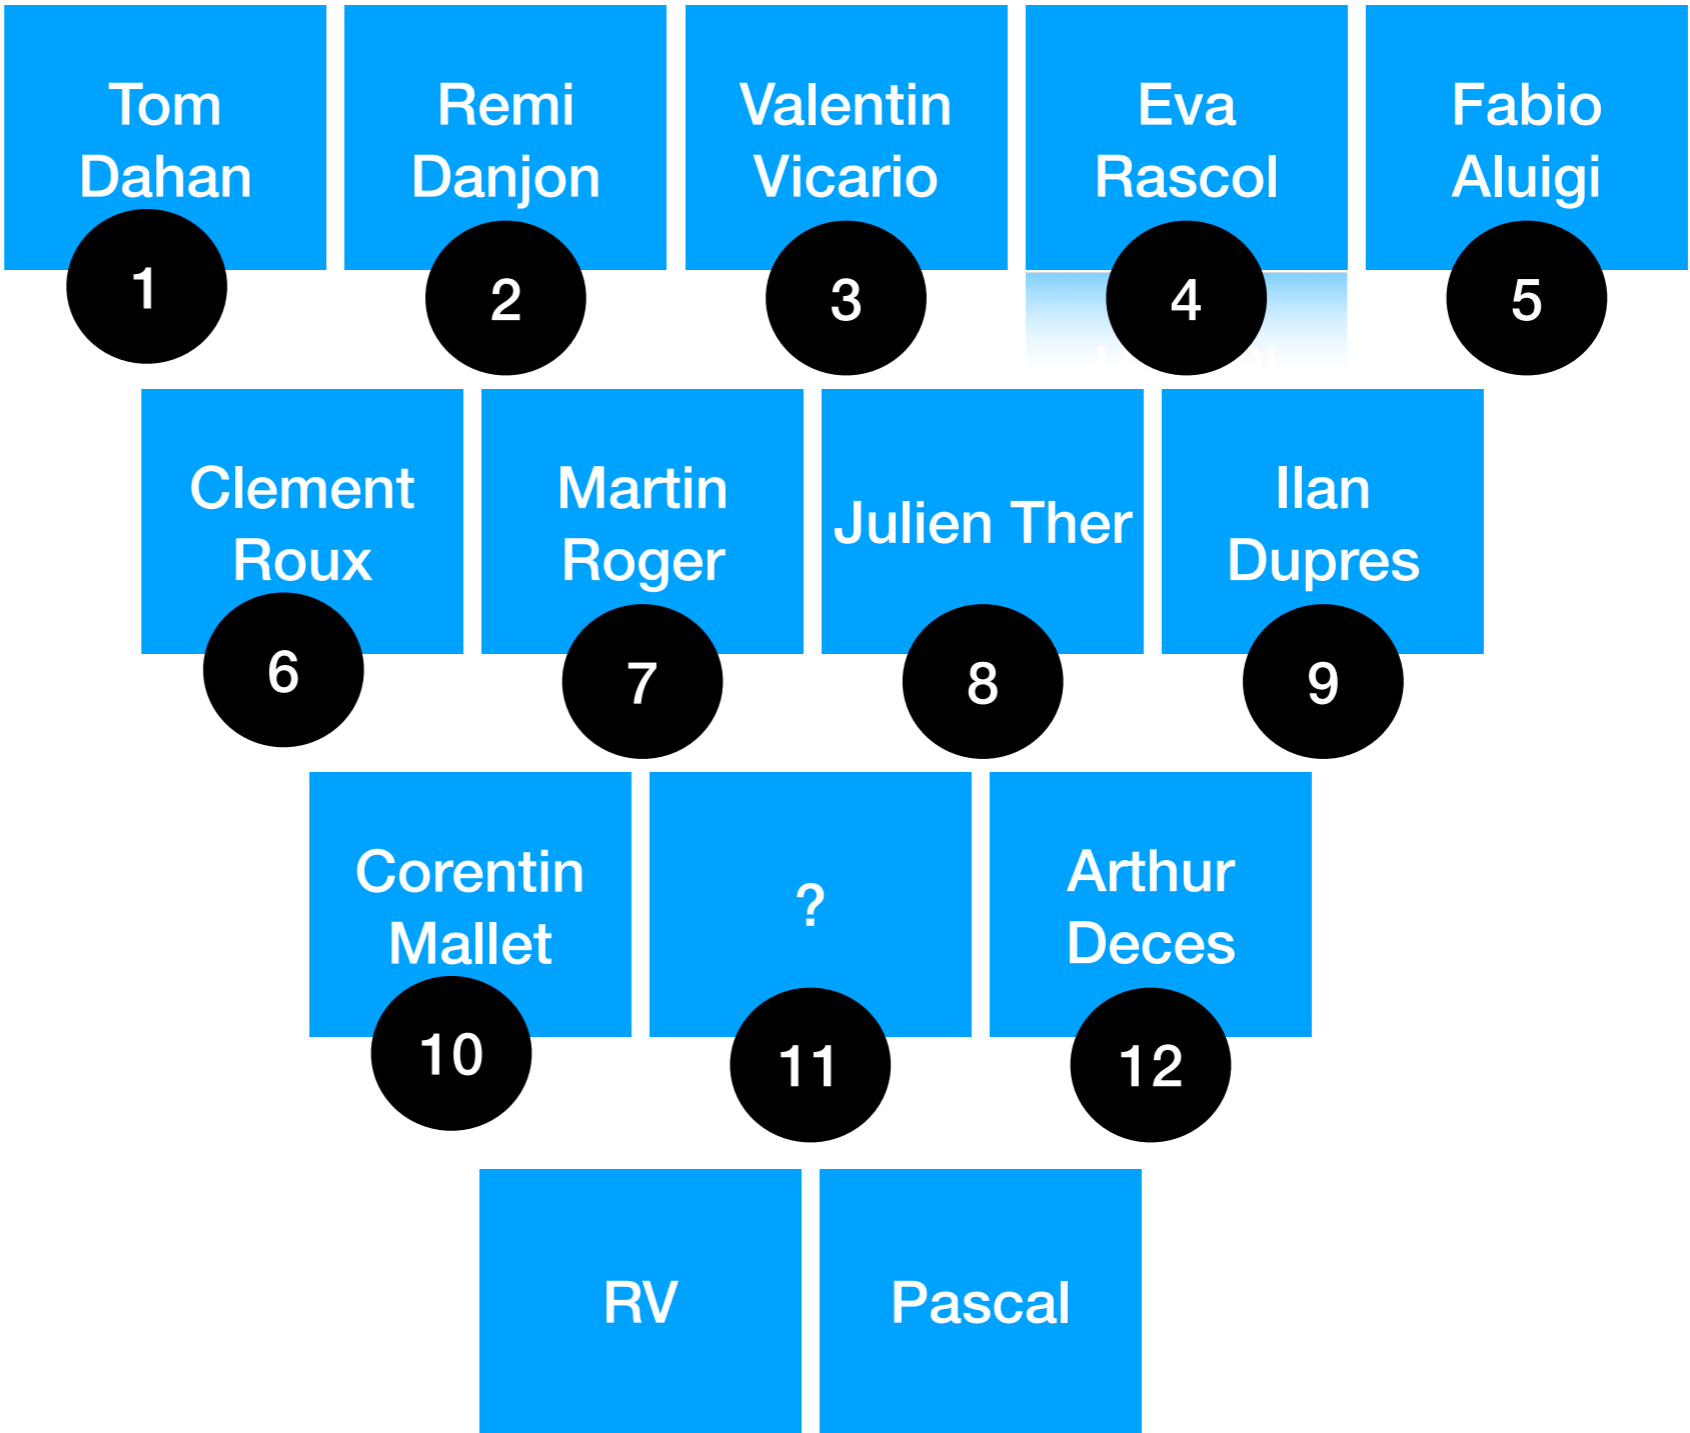 Tom
Dahan
1
Remi
Danjon
2
Valentin
Vicario
3
Eva
Rascol
4
Fabio
Aluigi
5
Clement
Roux
6
Martin
Roger
7
Julien Ther
8
Ilan
Dupres
9
Corentin
Mallet
10
?
11
Arthur
Deces
12
RV
Pascal